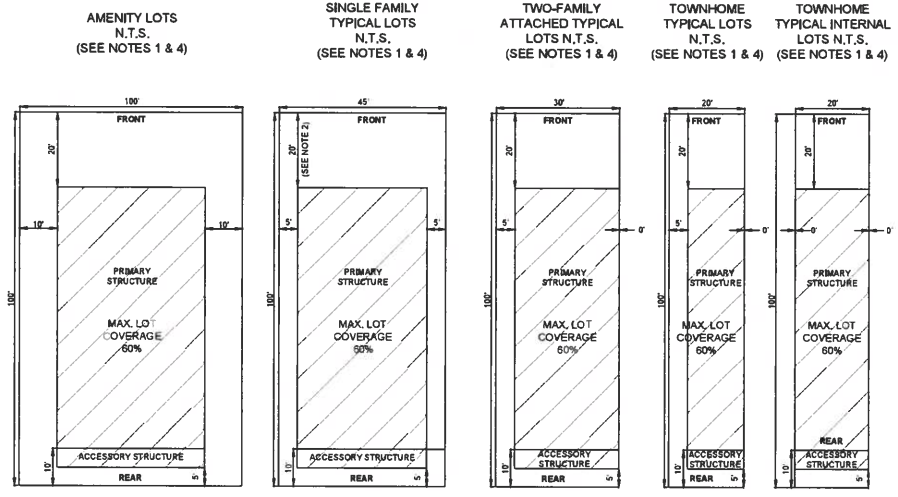 AMENITY LOTS
N.T.S.
(SEE NOTES 1 & 4)
100'
FRONT
20'
100'
10'
10'
PRIMARY
STRUCTURE
MAX. LOT
COVERAGE
60%
ACCESSORY STRUCTURE
10'
REAR
5'
SINGLE FAMILY
TYPICAL LOTS
N.T.S.
(SEE NOTES 1 & 4)
45'
FRONT
20'
(SEE NOTE 2)
100'
5'
5'
PRIMARY
STRUCTURE
MAX. LOT
COVERAGE
60%
ACCESSORY STRUCTURE
10'
REAR
5'
TWO-FAMILY
ATTACHED TYPICAL
LOTS N.T.S.
(SEE NOTES 1 & 4)
30'
FRONT
20'
100'
5'
0'
PRIMARY
STRUCTURE
MAX. LOT
COVERAGE
60%
ACCESSORY
STRUCTURE
10'
REAR
5'
TOWNHOME
TYPICAL LOTS
N.T.S.
(SEE NOTES 1 & 4)
20'
FRONT
20'
100'
5'
0'
PRIMARY
STRUCTURE
MAX. LOT
COVERAGE
60%
ACCESSORY
STRUCTURE
10'
REAR
5'
TOWNHOME
TYPICAL INTERNAL
LOTS N.T.S.
(SEE NOTES 1 & 4)
20'
FRONT
20'
100'
0'
0'
PRIMARY
STRUCTURE
MAX. LOT
COVERAGE
60%
REAR
ACCESSORY
STRUCTURE
10'
5'